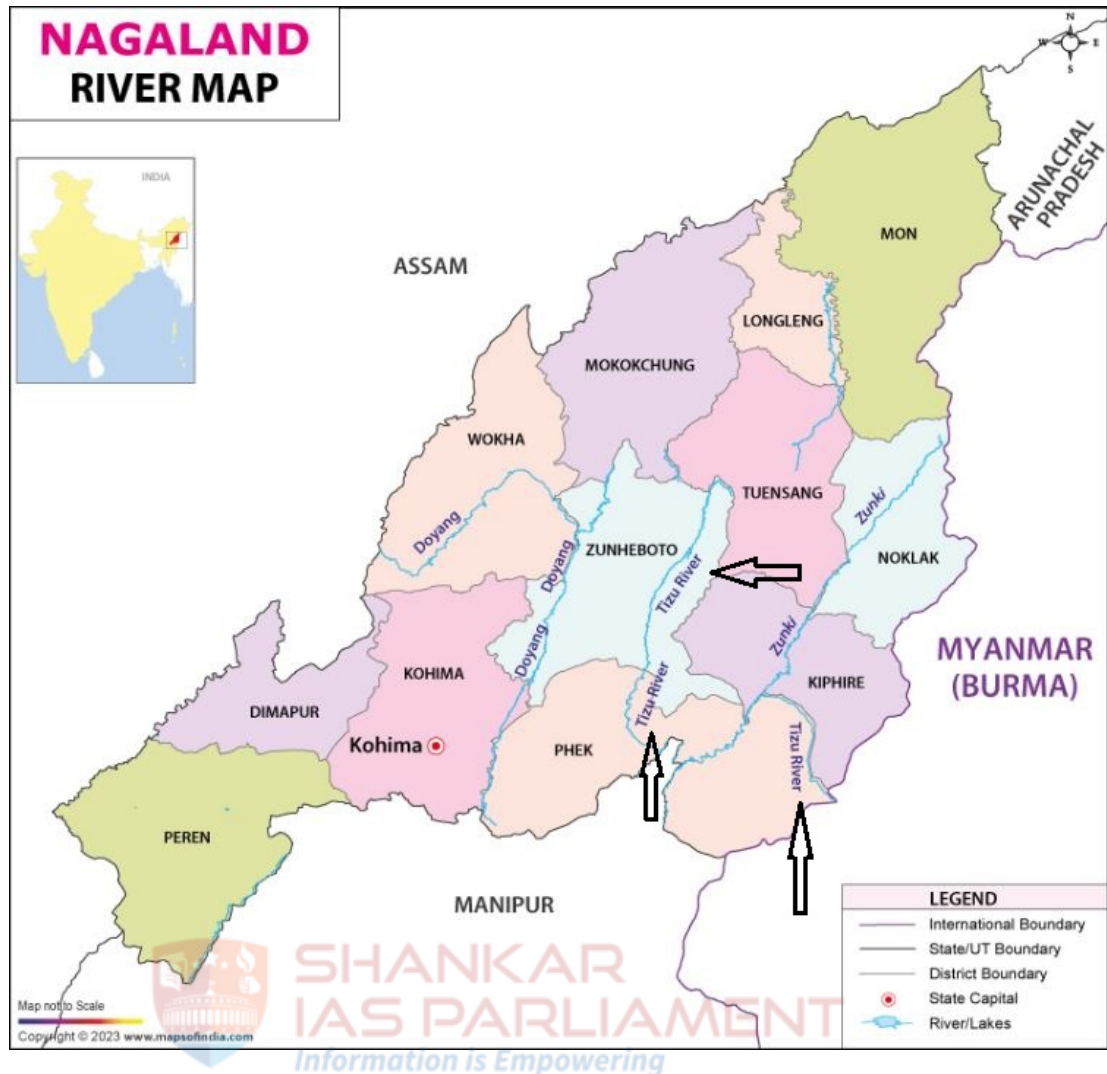 NAGALAND
RIVER MAP
N
W
E
S
INDIA
ARUNACHAL
PRADESH
MON
ASSAM
LONGLENG
MOKOKCHUNG
WOKHA
TUENSANG
Zunki
Doyang
Doyang
ZUNHEBOTO
NOKLAK
Tizu River
Doyang
Zunki
MYANMAR
(BURMA)
KOHIMA
KIPHIRE
DIMAPUR
Tizu River
Kohima
PHEK
Tizu River
PEREN
MANIPUR
LEGEND
International Boundary
State/UT Boundary
District Boundary
State Capital
River/Lakes
SHANKAR
IAS PARLIAMENT
Information is Empowering
Map not to Scale
Copyright © 2023 www.mapsofindia.com